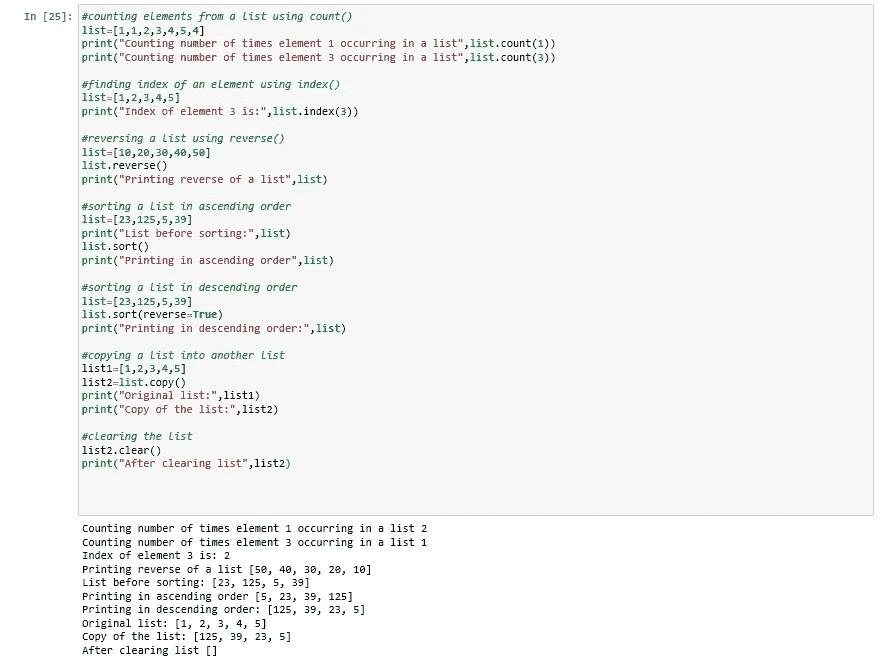 In [25]: #counting elements from a list using count()
list=[1,1,2,3,4,5,4]
print("Counting number of times element 1 occurring in a list",list.count(1))
print("Counting number of times element 3 occurring in a list",list.count(3))
#finding index of an element using index()
list=[1,2,3,4,5]
print("Index of element 3 is:",list.index(3))
#reversing a list using reverse()
list=[10,20,30,40,50]
list.reverse()
print("Printing reverse of a list",list)
#sorting a list in ascending order
list=[23,125,5,39]
print("List before sorting:",list)
list.sort()
print("Printing in ascending order",list)
#sorting a list in descending order
list=[23,125,5,39]
list.sort(reverse=True)
print("Printing in descending order:",list)
#copying a list into another list
list1=[1,2,3,4,5]
list2=list.copy()
print("Original list:",list1)
print("Copy of the list:",list2)
#clearing the list
list2.clear()
print("After clearing list",list2)
Counting number of times element 1 occurring in a list 2
Counting number of times element 3 occurring in a list 1
Index of element 3 is: 2
Printing reverse of a list [50, 40, 30, 20, 10]
List before sorting: [23, 125, 5, 39]
Printing in ascending order [5, 23, 39, 125]
Printing in descending order: [125, 39, 23, 5]
Original list: [1, 2, 3, 4, 5]
Copy of the list: [125, 39, 23, 5]
After clearing list []